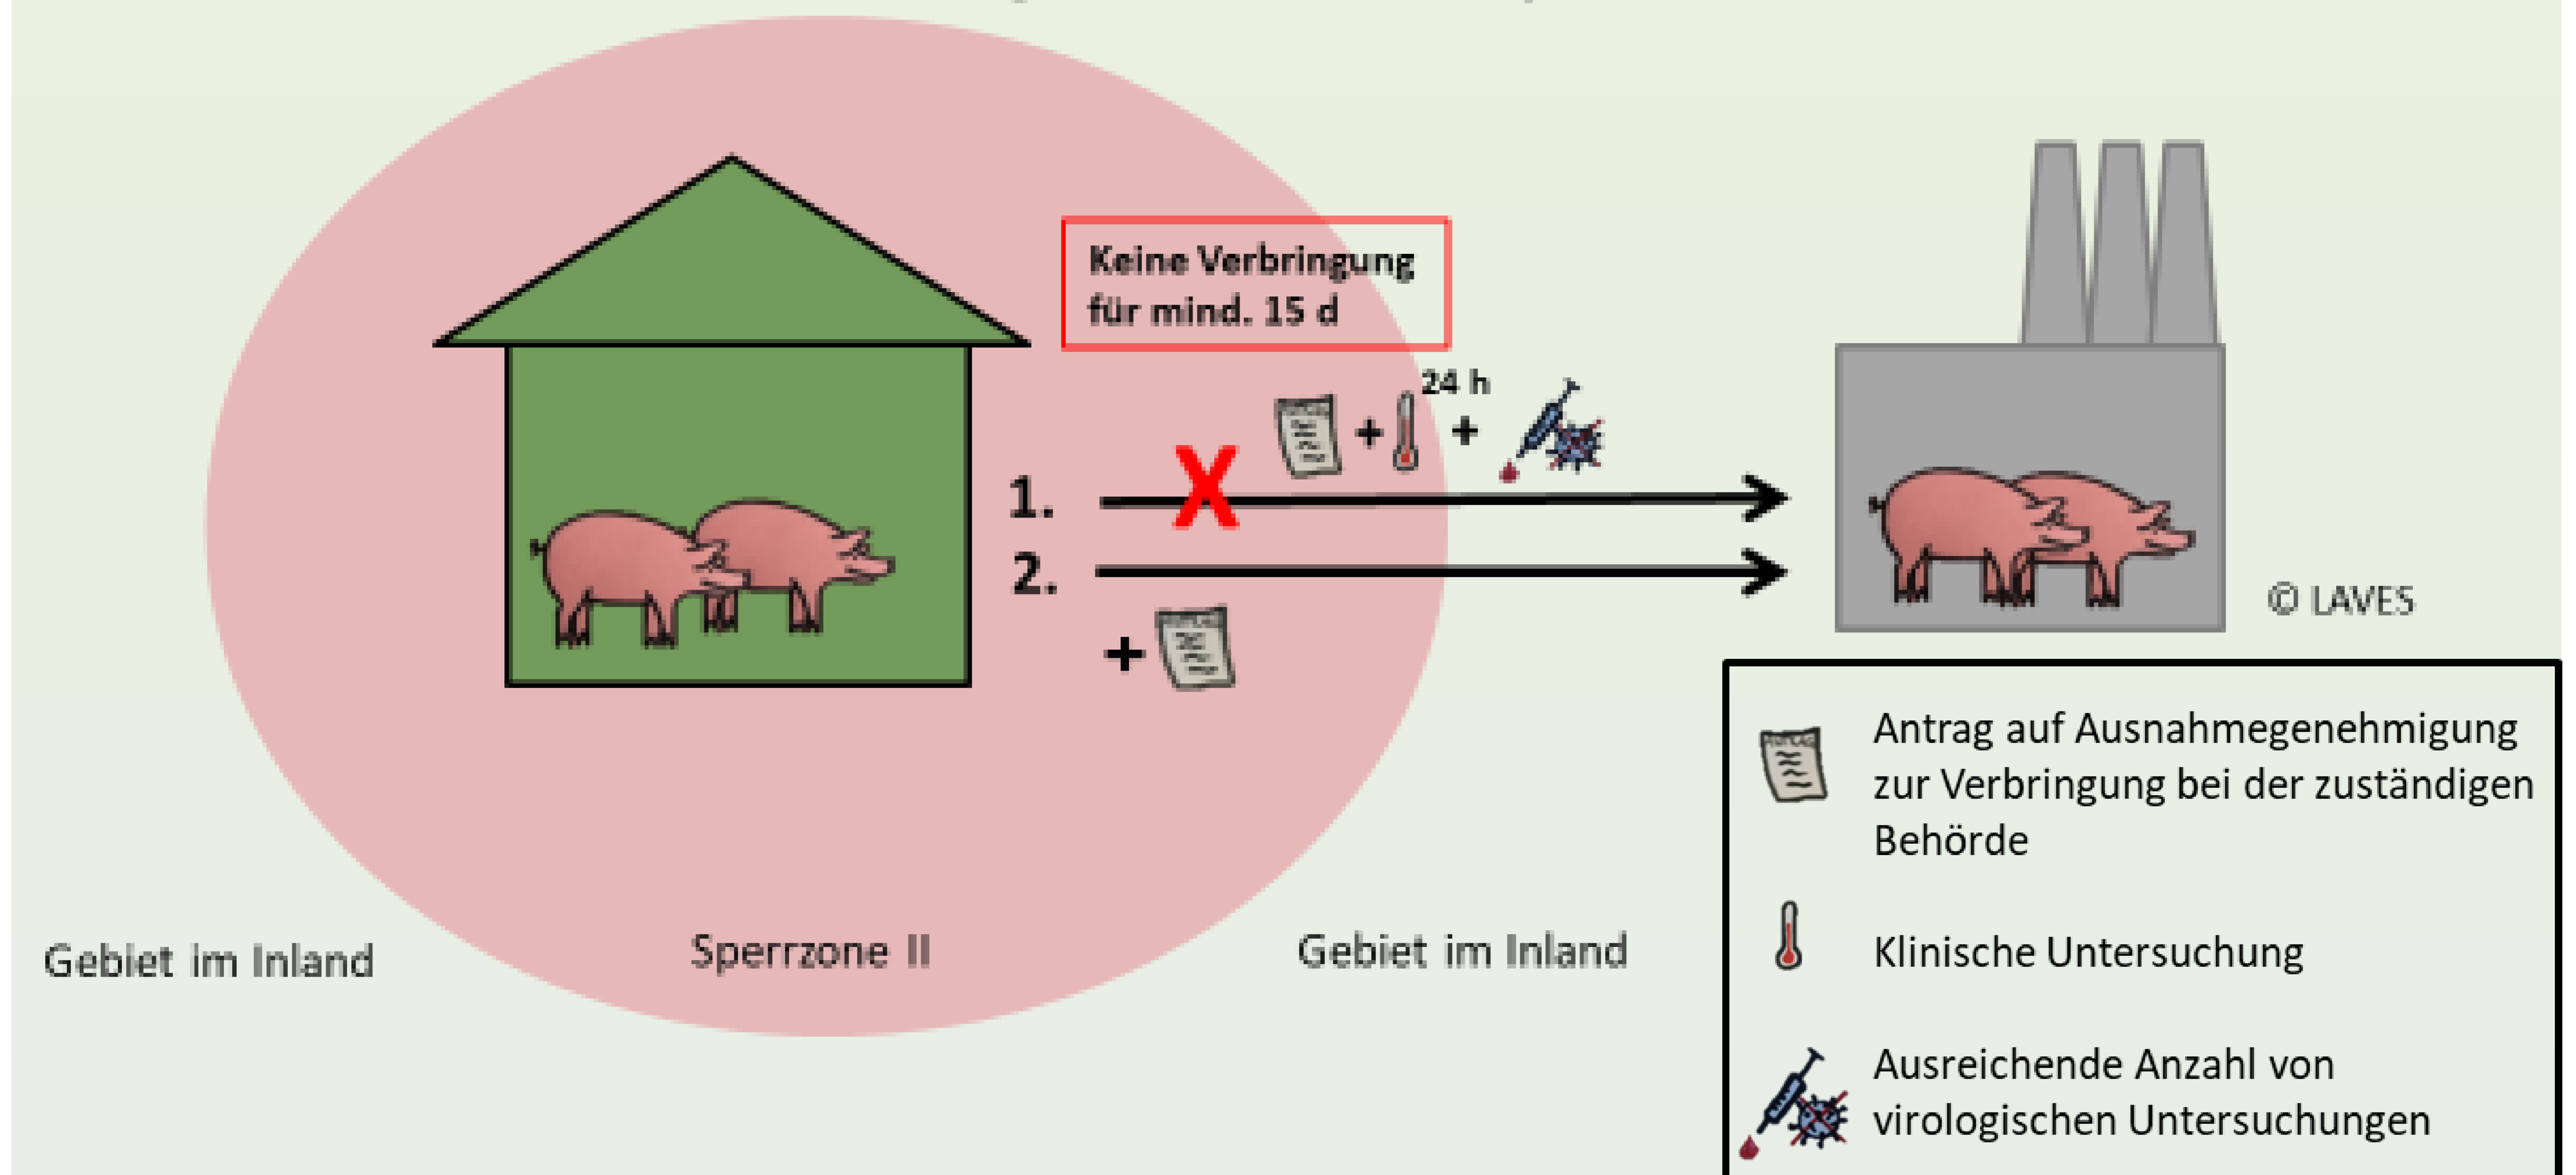 Keine Verbringung
für mind. 15 d
24 h
1.
X
2.
© LAVES
Gebiet im Inland
Sperrzone II
Gebiet im Inland
Antrag auf Ausnahmegenehmigung
zur Verbringung bei der zuständigen
Behörde
Klinische Untersuchung
Ausreichende Anzahl von
virologischen Untersuchungen